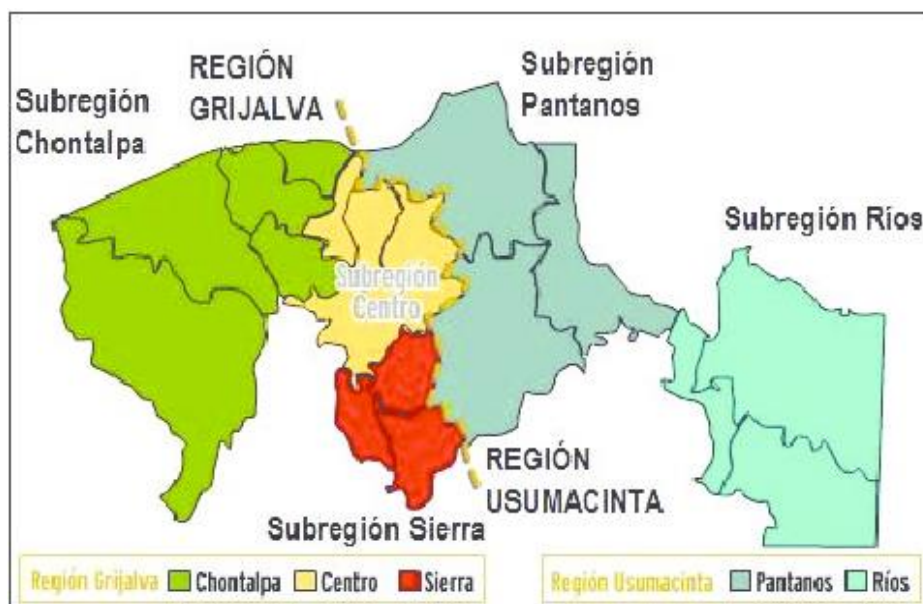 Subregión
Chontalpa
REGIÓN
GRIJALVA
Subregión
Pantanos
Subregión Ríos
Subregión
Centro
REGIÓN
USUMACINTA
Subregión Sierra
Región Grijalva Chontalpa Centro Sierra
Región Usumacinta Pantanos Ríos